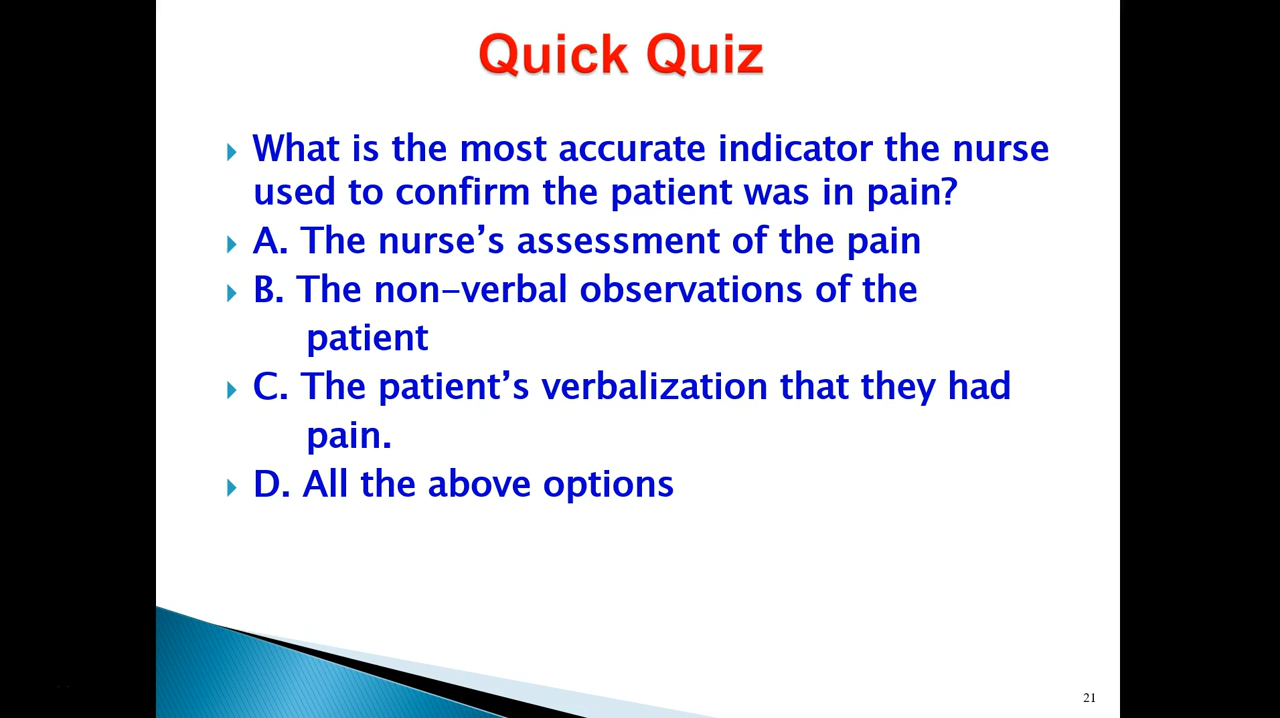 Quick Quiz
What is the most accurate indicator the nurse
used to confirm the patient was in pain?
A. The nurse’s assessment of the pain
B. The non-verbal observations of the
patient
C. The patient’s verbalization that they had
pain.
D. All the above options
21